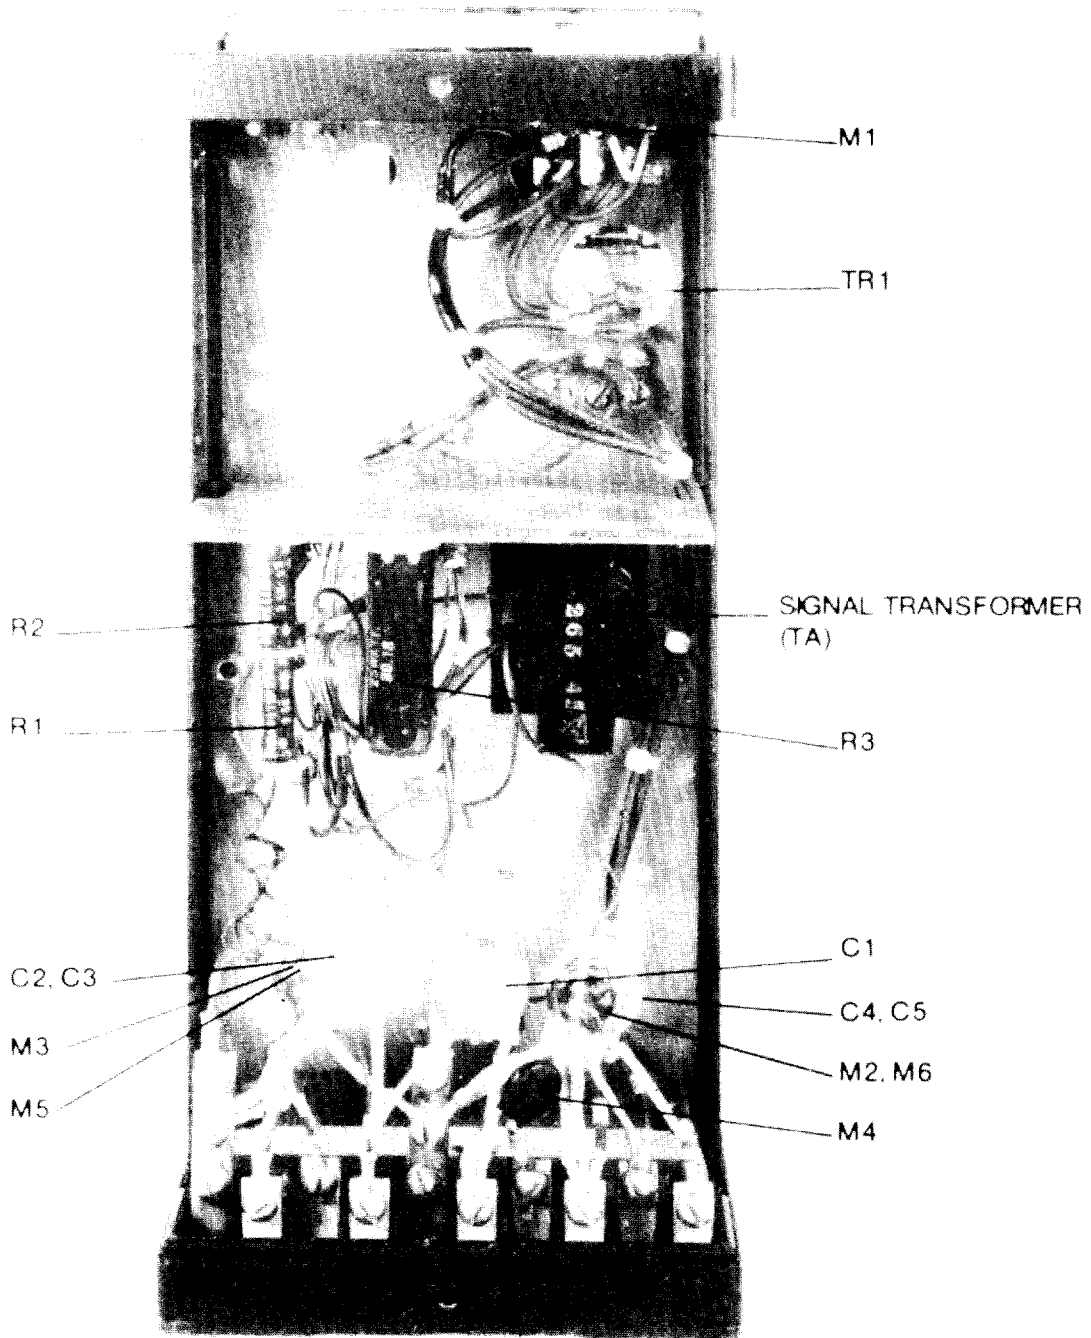 M1
TR1
SIGNAL TRANSFORMER
(TA)
R2
R1
R3
C2, C3
M3
M5
C1
C4, C5
M2, M6
M4